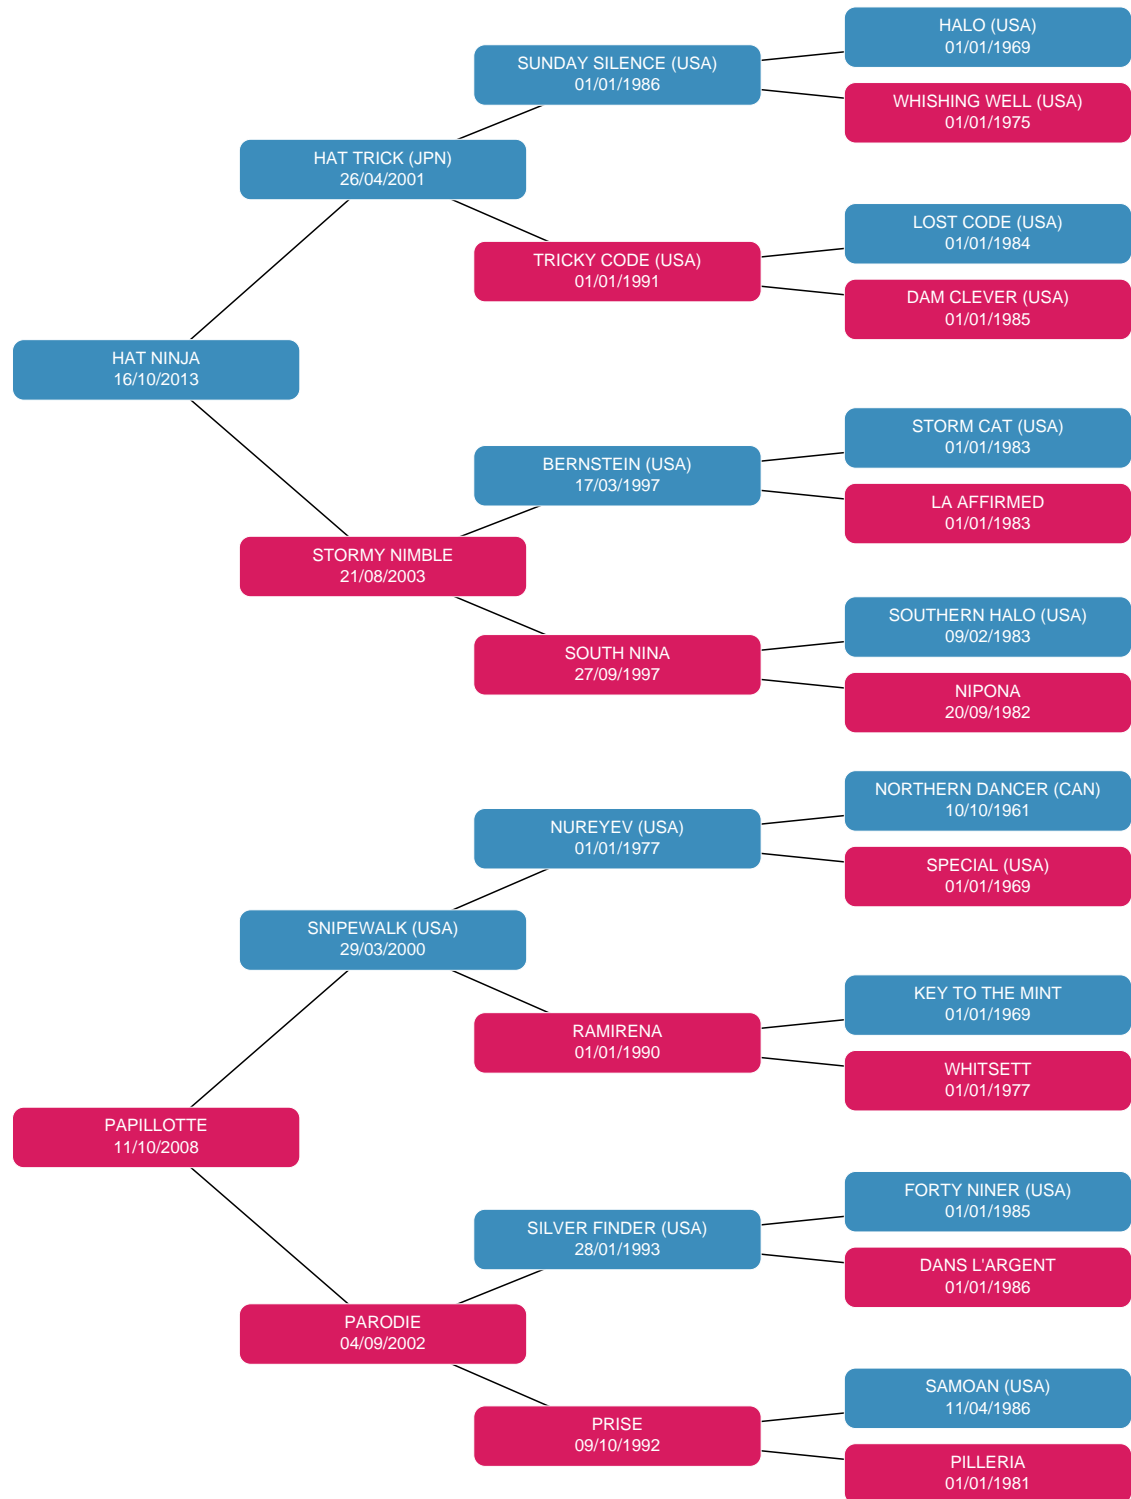 HALO (USA)
01/01/1969
SUNDAY SILENCE (USA)
01/01/1986
WHISHING WELL (USA)
01/01/1975
HAT TRICK (JPN)
26/04/2001
LOST CODE (USA)
01/01/1984
TRICKY CODE (USA)
01/01/1991
DAM CLEVER (USA)
01/01/1985
HAT NINJA
16/10/2013
STORM CAT (USA)
01/01/1983
BERNSTEIN (USA)
17/03/1997
LA AFFIRMED
01/01/1983
STORMY NIMBLE
21/08/2003
SOUTHERN HALO (USA)
09/02/1983
SOUTH NINA
27/09/1997
NIPONA
20/09/1982
NORTHERN DANCER (CAN)
10/10/1961
NUREYEV (USA)
01/01/1977
SPECIAL (USA)
01/01/1969
SNIPEWALK (USA)
29/03/2000
KEY TO THE MINT
01/01/1969
RAMIRENA
01/01/1990
WHITSETT
01/01/1977
PAPILLOTTE
11/10/2008
FORTY NINER (USA)
01/01/1985
SILVER FINDER (USA)
28/01/1993
DANS L'ARGENT
01/01/1986
PARODIE
04/09/2002
SAMOAN (USA)
11/04/1986
PRISE
09/10/1992
PILLERIA
01/01/1981